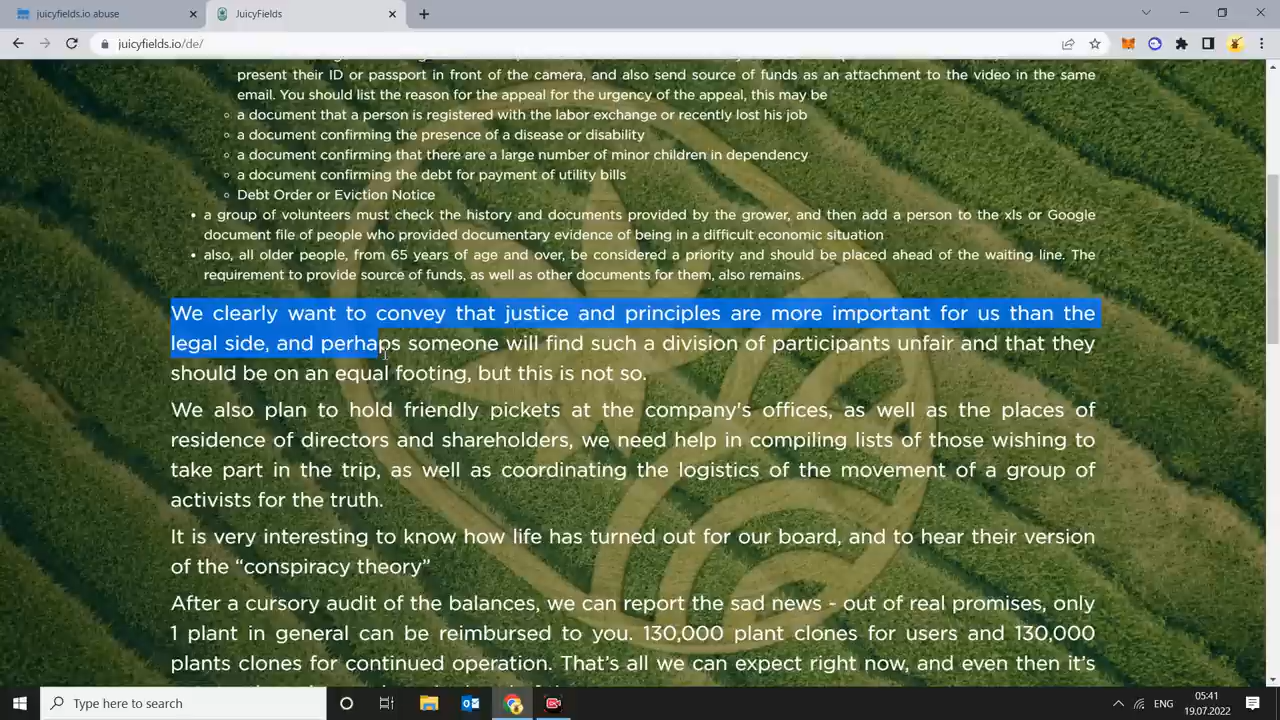 juicyfields.io abuse
JuicyFields
juicyfields.io/de/
present their ID or passport in front of the camera, and also send source of funds as an attachment to the video in the same
email. You should list the reason for the appeal for the urgency of the appeal, this may be
a document that a person is registered with the labor exchange or recently lost his job
a document confirming the presence of a disease or disability
a document confirming that there are a large number of minor children in dependency
a document confirming the debt for payment of utility bills
Debt Order or Eviction Notice
a group of volunteers must check the history and documents provided by the grower, and then add a person to the xls or Google
document file of people who provided documentary evidence of being in a difficult economic situation
also, all older people, from 65 years of age and over, be considered a priority and should be placed ahead of the waiting line. The
requirement to provide source of funds, as well as other documents for them, also remains.
We clearly want to convey that justice and principles are more important for us than the
legal side, and perhaps someone will find such a division of participants unfair and that they
should be on an equal footing, but this is not so.
We also plan to hold friendly pickets at the company's offices, as well as the places of
residence of directors and shareholders, we need help in compiling lists of those wishing to
take part in the trip, as well as coordinating the logistics of the movement of a group of
activists for the truth.
It is very interesting to know how life has turned out for our board, and to hear their version
of the “conspiracy theory”
After a cursory audit of the balances, we can report the sad news - out of real promises, only
1 plant in general can be reimbursed to you. 130,000 plant clones for users and 130,000
plants clones for continued operation. That's all we can expect right now, and even then it's
Type here to search
ENG
05:41
19.07.2022